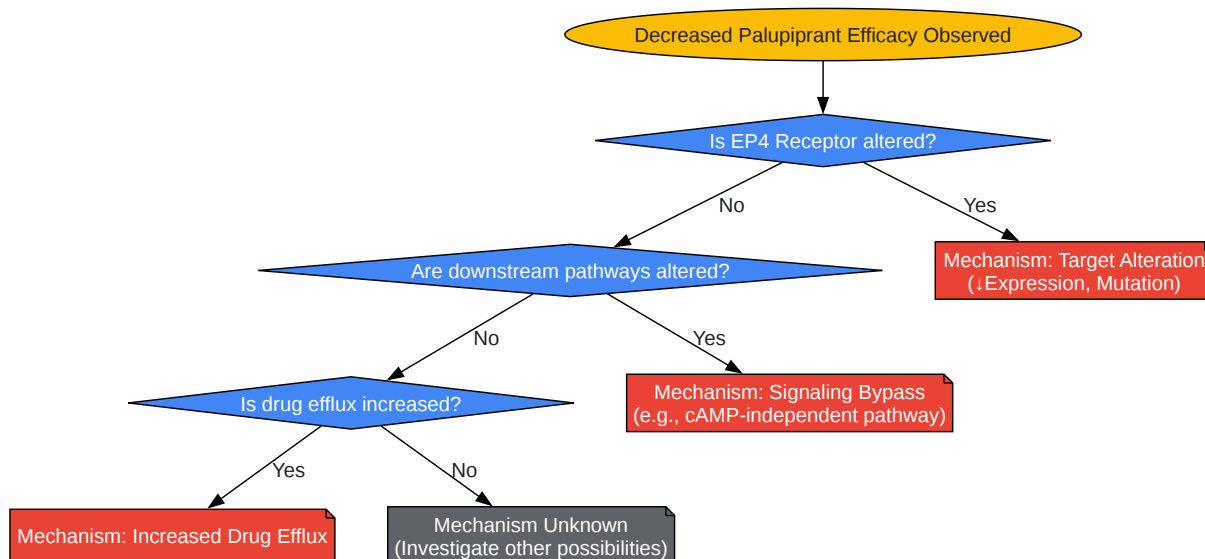 Decreased Palupiprant Efficacy Observed
Is EP4 Receptor altered?
No
Yes
Are downstream pathways altered?
Mechanism: Target Alteration
(↓Expression, Mutation)
No
Yes
Is drug efflux increased?
Mechanism: Signaling Bypass
(e.g., cAMP-independent pathway)
Yes
No
Mechanism: Increased Drug Efflux
Mechanism Unknown
(Investigate other possibilities)